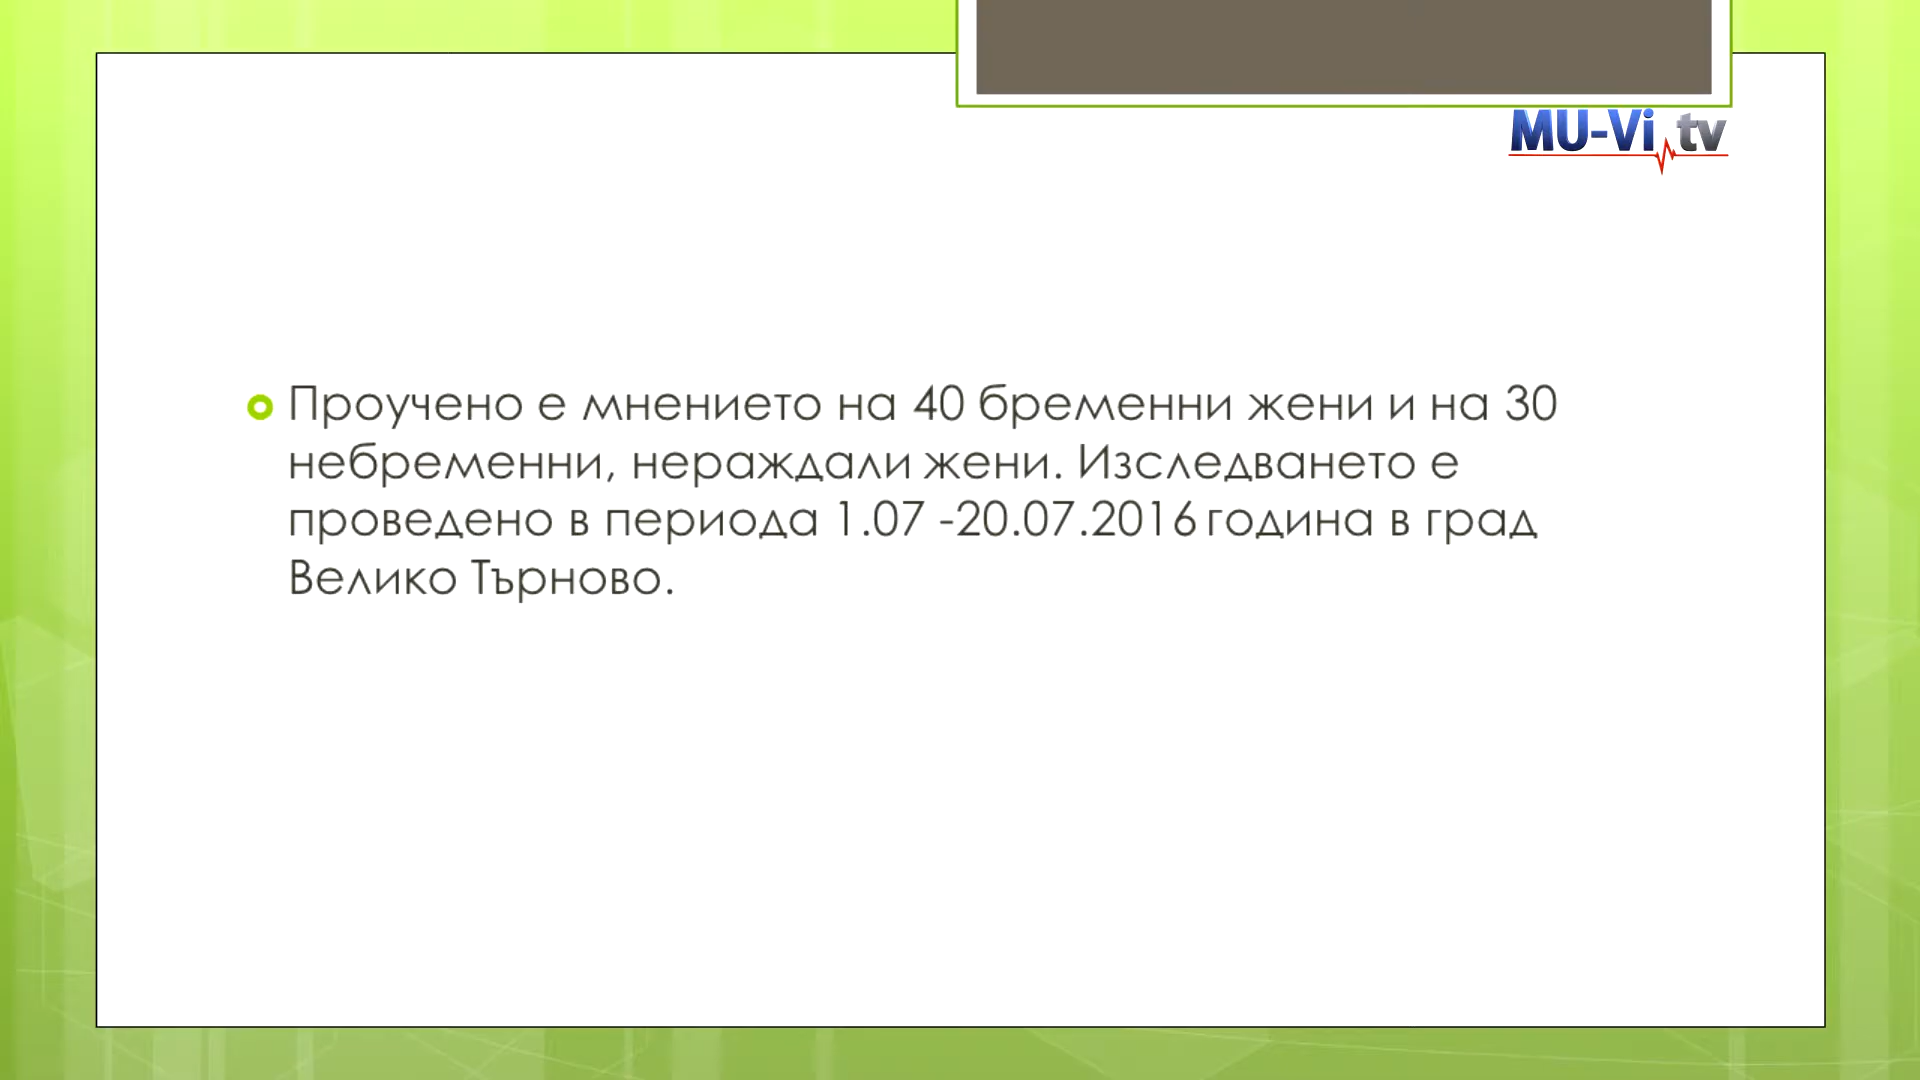 MU-Vi tv
Проучено е мнението на 40 бременни жени и на 30
небременни, нераждали жени. Изследването е
проведено в периода 1.07 -20.07.2016 година в град
Велико Търново.